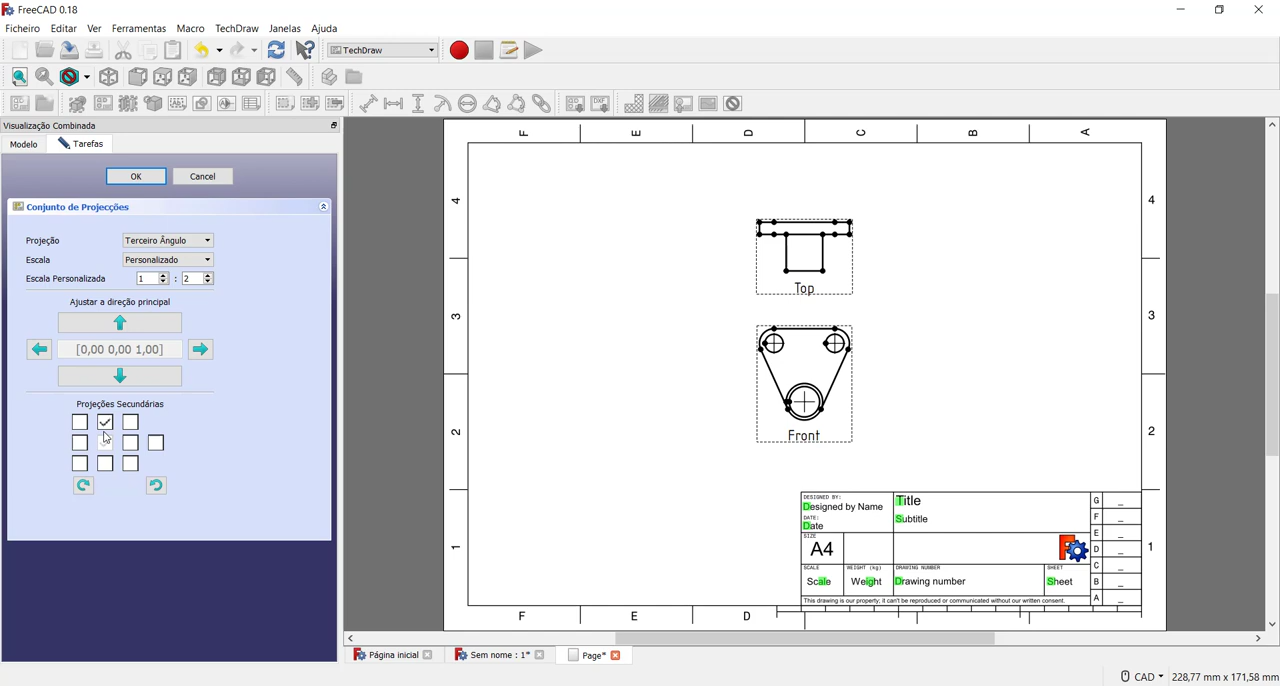 FreeCAD 0.18
Ficheiro Editar Ver Ferramentas Macro TechDraw Janelas Ajuda
TechDraw
Visualização Combinada
Modelo Tarefas
OK Cancel
Conjunto de Projecções
Projeção Terceiro Ângulo
Escala Personalizado
Escala Personalizada 1 : 2
Ajustar a direção principal
[0,00 0,00 1,00]
Projeções Secundárias
F E D C B A
4 4
3 3
2 2
1 1
Top
Front
DESIGNED BY:
Designed by Name
DATE:
Date
Title
Subtitle
SIZE
A4
SCALE
Scale
WEIGHT (kg)
Weight
DRAWING NUMBER
Drawing number
SHEET
Sheet
This drawing is our property; it can't be reproduced or communicated without our written consent.
G _
F _
E _
D _
C _
B _
A _
F E D
Página inicial Sem nome : 1* Page*
CAD 228,77 mm x 171,58 mm